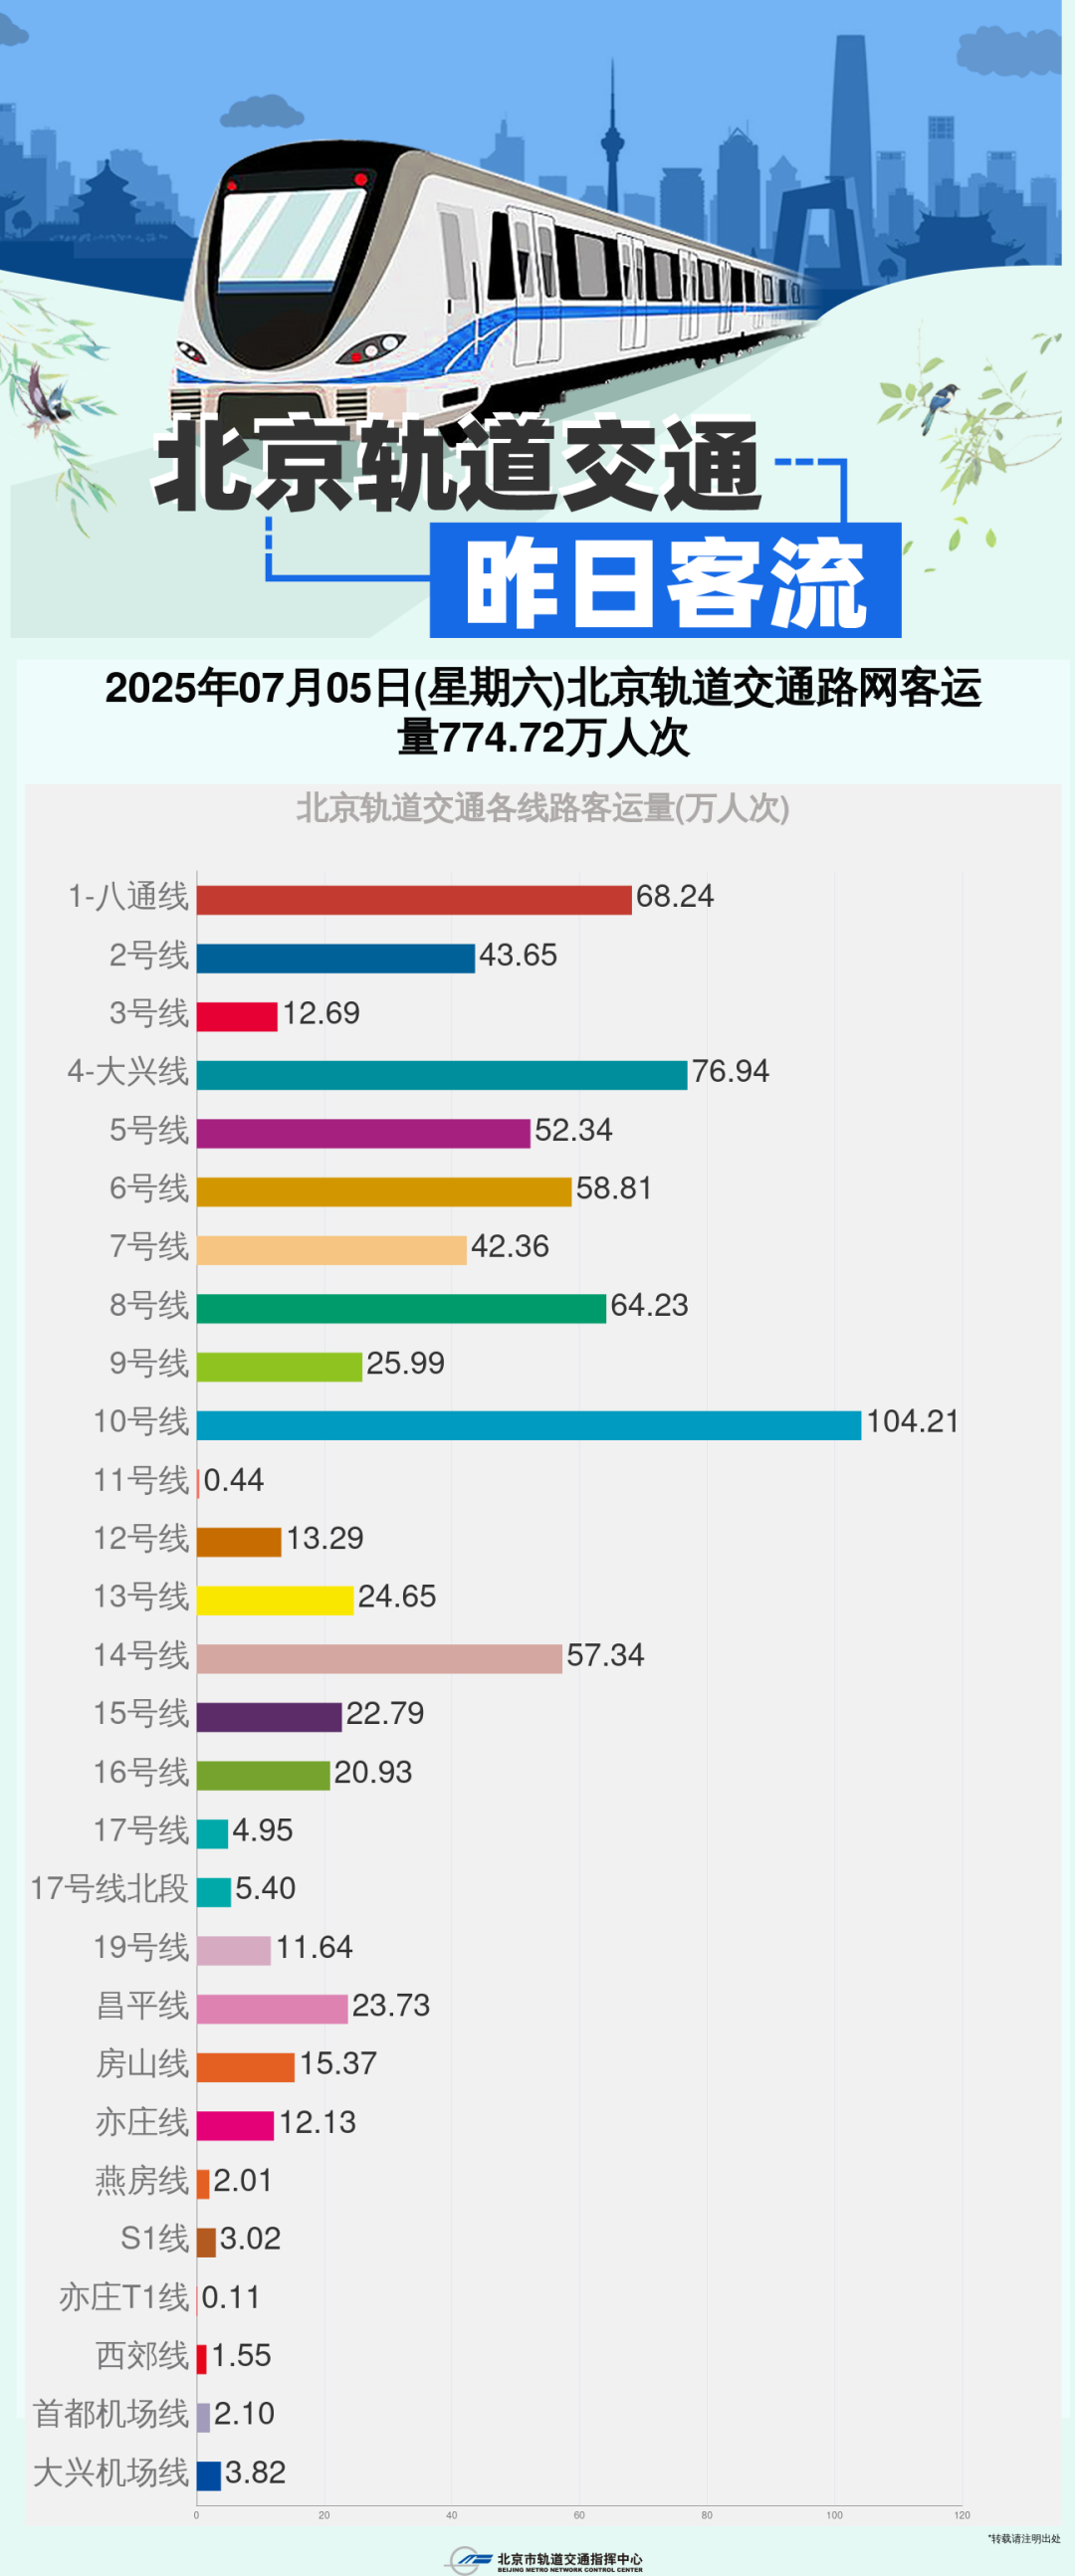 北京轨道交通
昨日客流
2025年07月05日(星期六)北京轨道交通路网客运
量774.72万人次
北京轨道交通各线路客运量(万人次)
1-八通线 68.24
2号线 43.65
3号线 12.69
4-大兴线 76.94
5号线 52.34
6号线 58.81
7号线 42.36
8号线 64.23
9号线 25.99
10号线 104.21
11号线 0.44
12号线 13.29
13号线 24.65
14号线 57.34
15号线 22.79
16号线 20.93
17号线 4.95
17号线北段 5.40
19号线 11.64
昌平线 23.73
房山线 15.37
亦庄线 12.13
燕房线 2.01
S1线 3.02
亦庄T1线 0.11
西郊线 1.55
首都机场线 2.10
大兴机场线 3.82
0 20 40 60 80 100 120
*转载请注明出处
北京市轨道交通指挥中心
BEIJING METRO NETWORK CONTROL CENTER